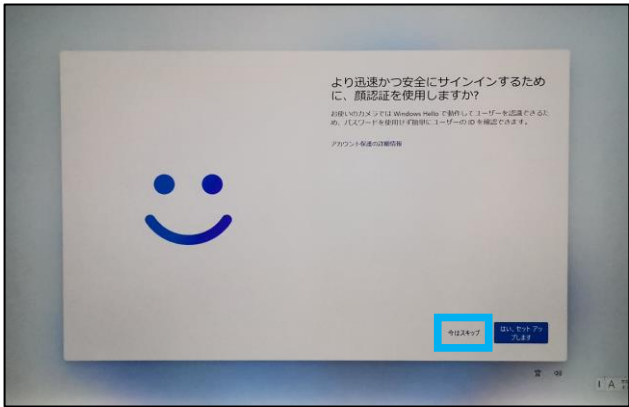 より迅速かつ安全にサインインするため
に、顔認証を使用しますか?
お使いのカメラでは Windows Hello で動作してユーザーを認識できるた
め、パスワードを使用せず簡単にユーザーの ID を確認できます。
アカウント保護の詳細情報
今はスキップ
はい、セット アッ
プします
I A